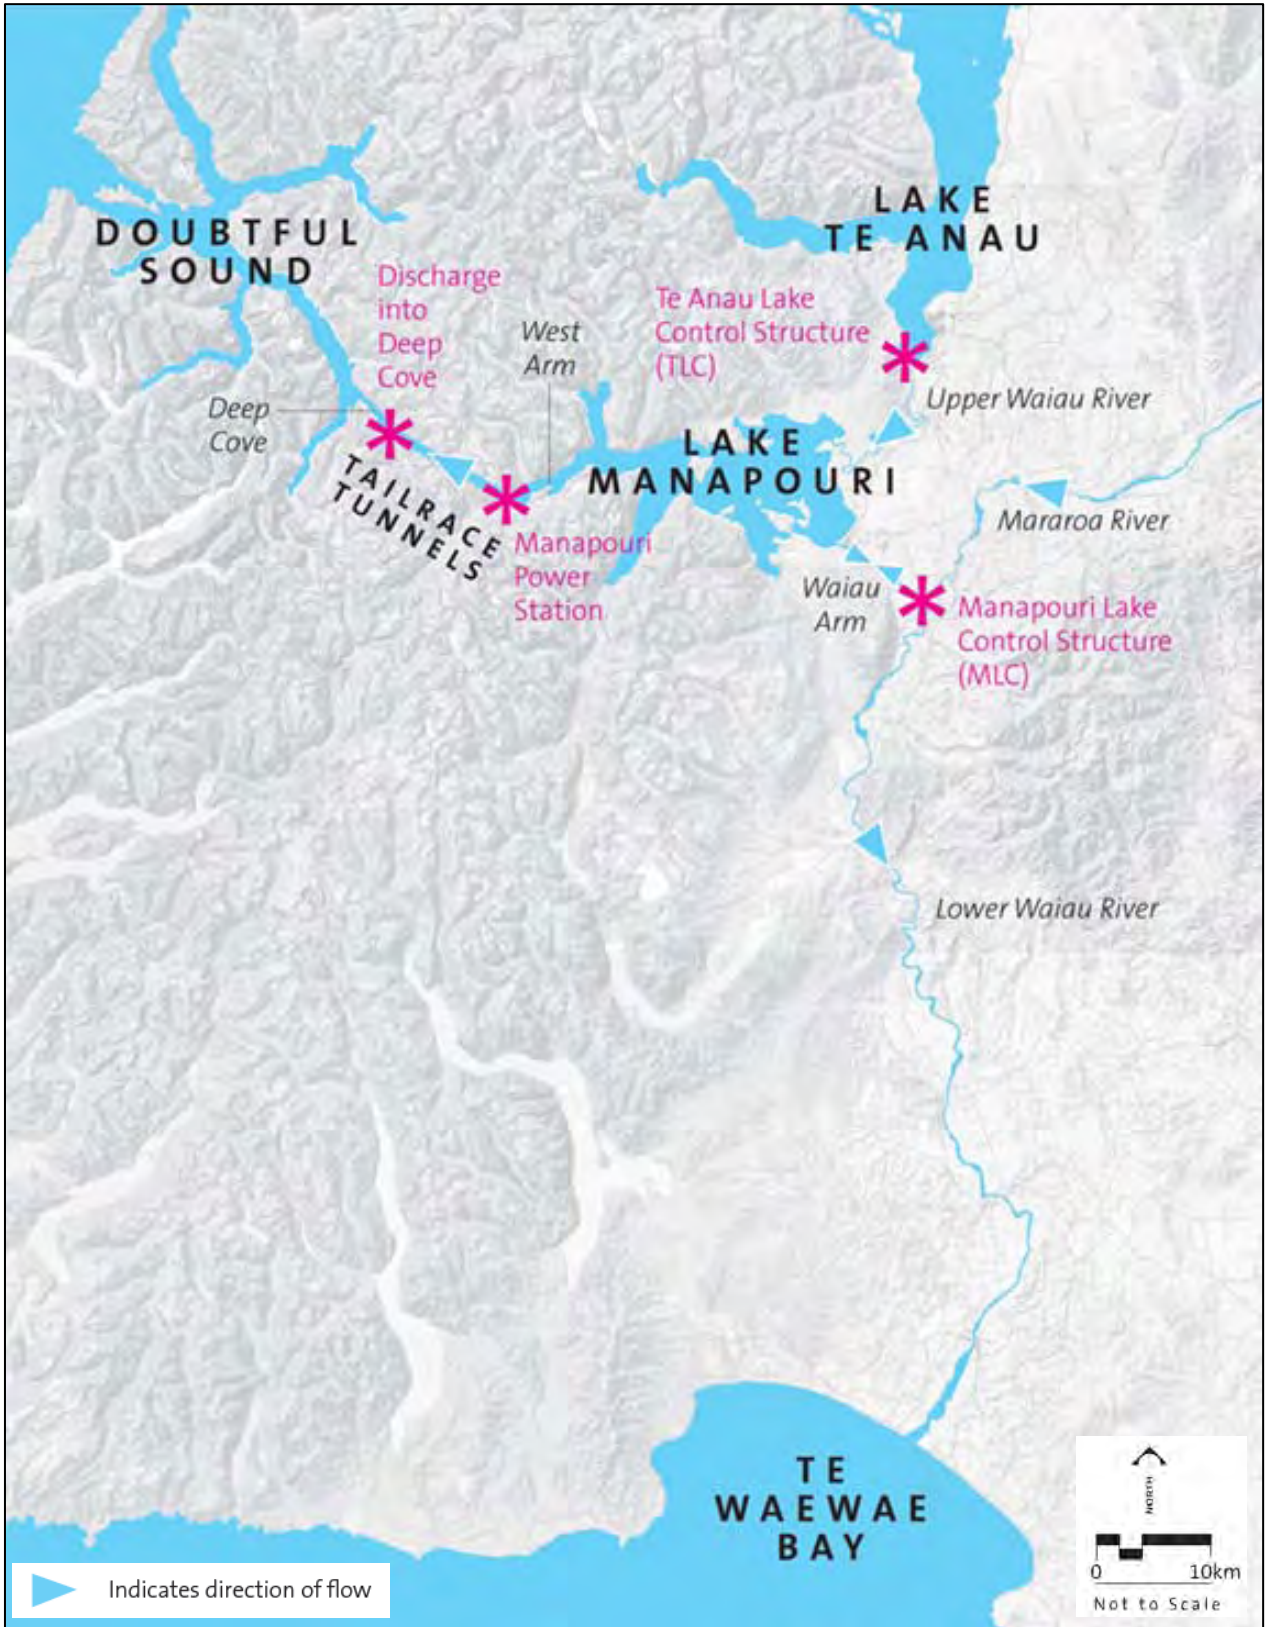 LAKE
TE ANAU
DOUBTFUL
SOUND
Discharge
into
Deep
Cove
Te Anau Lake
Control Structure
(TLC)
West
Arm
Upper Waiau River
Deep
Cove
LAKE
MANAPOURI
TAILRACE
TUNNELS
Mararoa River
Manapouri
Power
Station
Waiau
Arm
Manapouri Lake
Control Structure
(MLC)
Lower Waiau River
TE
WAEWAE
BAY
NORTH
0 10km
Not to Scale
Indicates direction of flow